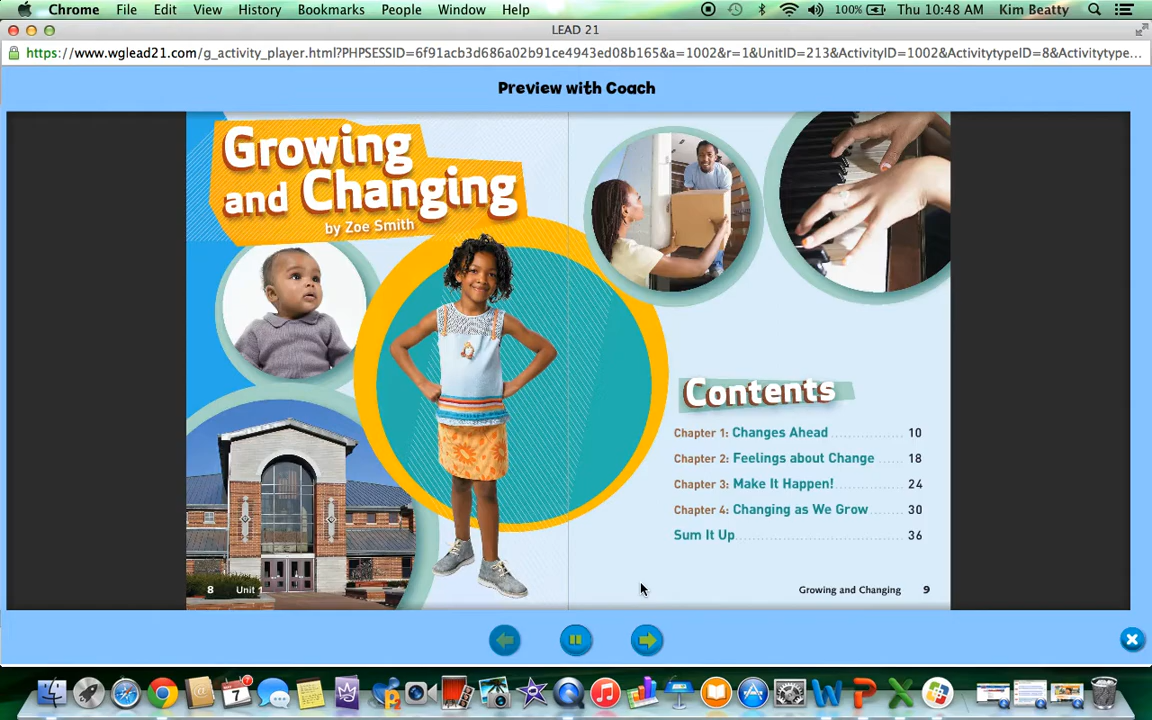 Chrome File Edit View History Bookmarks People Window Help 100% Thu 10:48 AM Kim Beatty
LEAD 21
https://www.wglead21.com/g_activity_player.html?PHPSESSID=6f91acb3d686a02b91ce4943ed08b165&a=1002&r=1&UnitID=213&ActivityID=1002&ActivitytypeID=8&Activitytype...
Preview with Coach
Growing
and Changing
by Zoe Smith
8 Unit 1
Contents
Chapter 1: Changes Ahead 10
Chapter 2: Feelings about Change 18
Chapter 3: Make It Happen! 24
Chapter 4: Changing as We Grow 30
Sum It Up 36
Growing and Changing 9
7